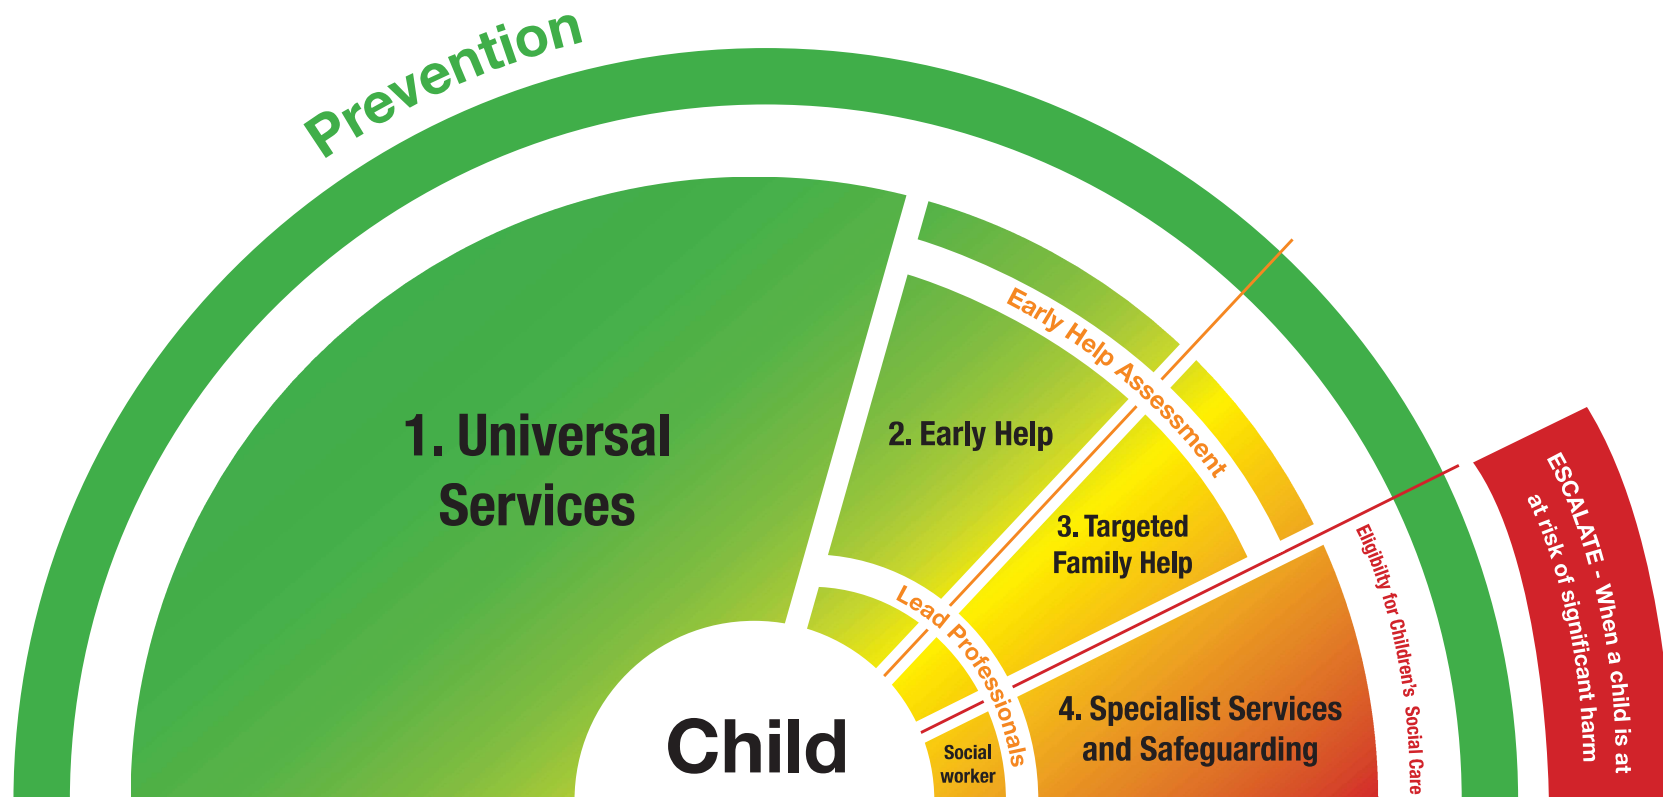 Prevention
1. Universal
Services
2. Early Help
Early Help Assessment
3. Targeted
Family Help
Lead Professionals
4. Specialist Services
and Safeguarding
Social
worker
Child
Eligibilty for Children's Social Care
ESCALATE - When a child is at
at risk of significant harm